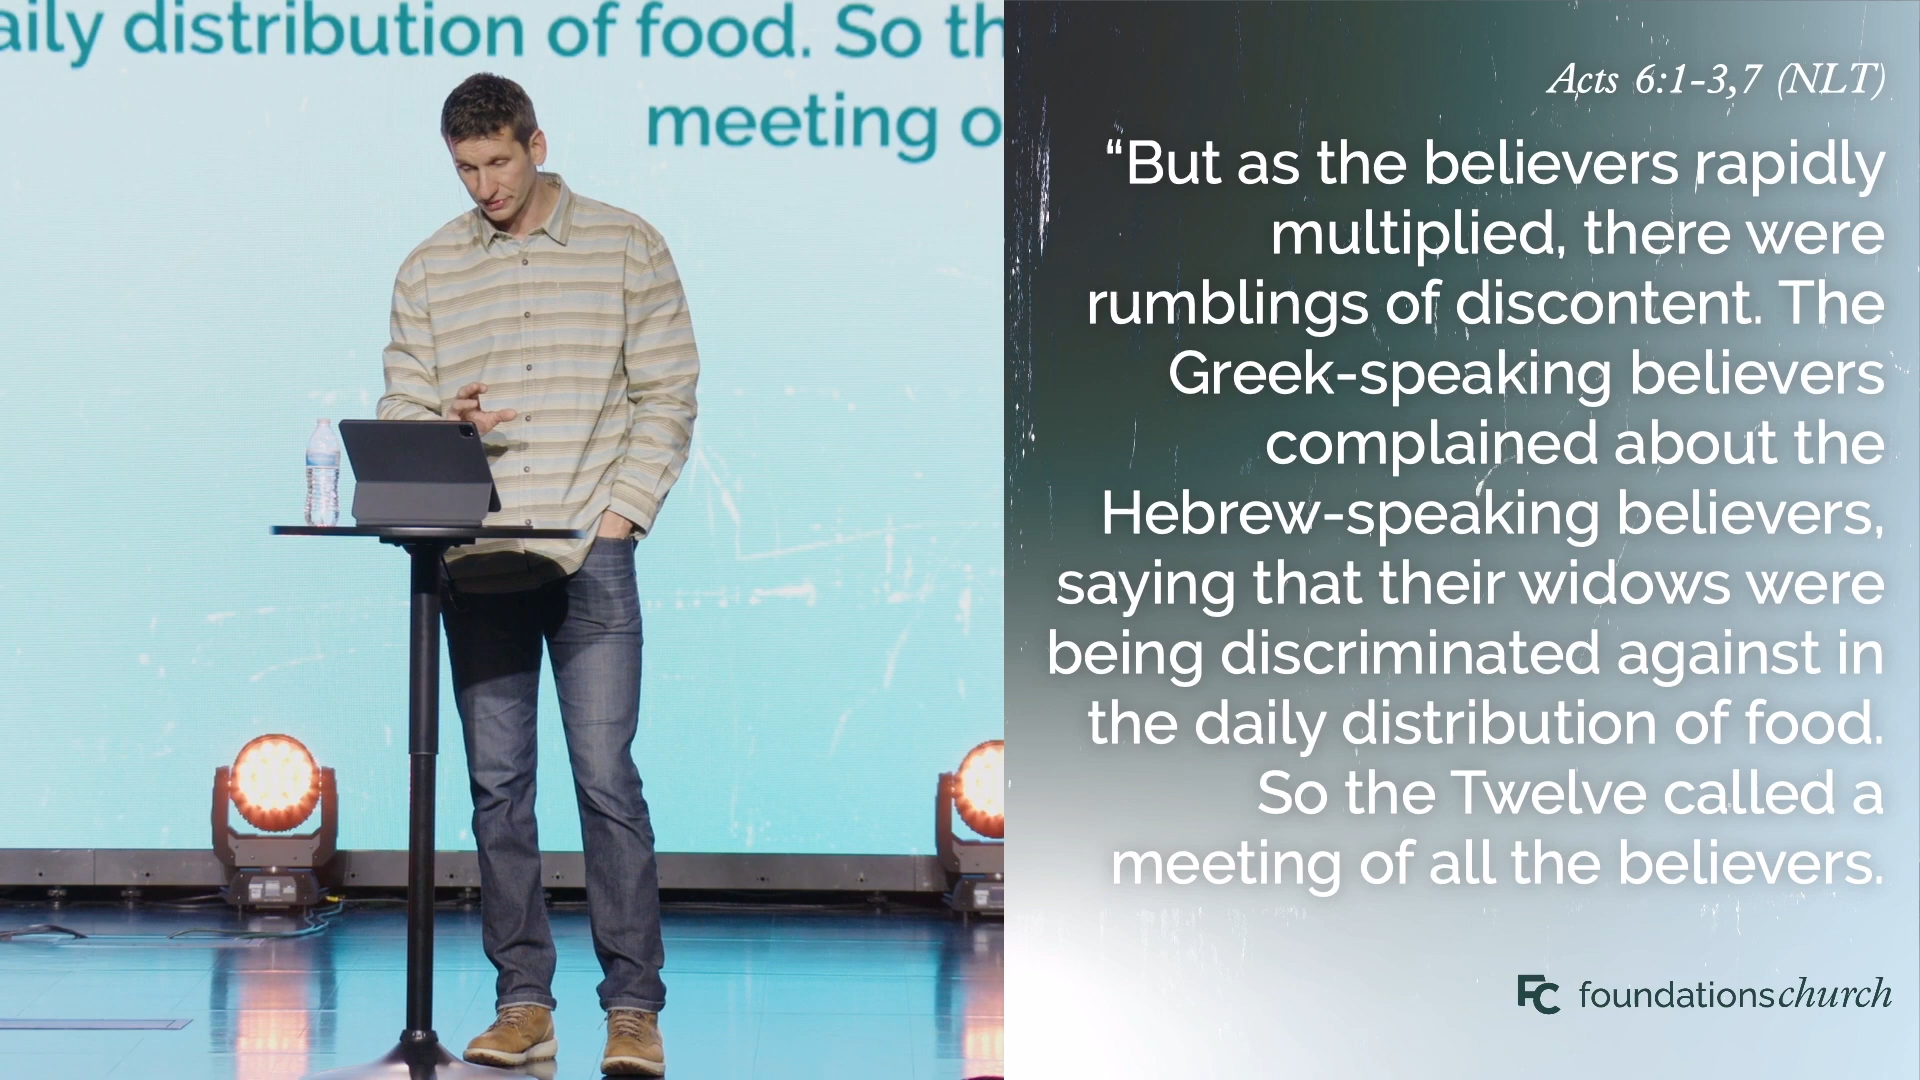 aily distribution of food. So th
meeting o
Acts 6:1-3,7 (NLT)
“But as the believers rapidly
multiplied, there were
rumblings of discontent. The
Greek-speaking believers
complained about the
Hebrew-speaking believers,
saying that their widows were
being discriminated against in
the daily distribution of food.
So the Twelve called a
meeting of all the believers.
FC foundationschurch